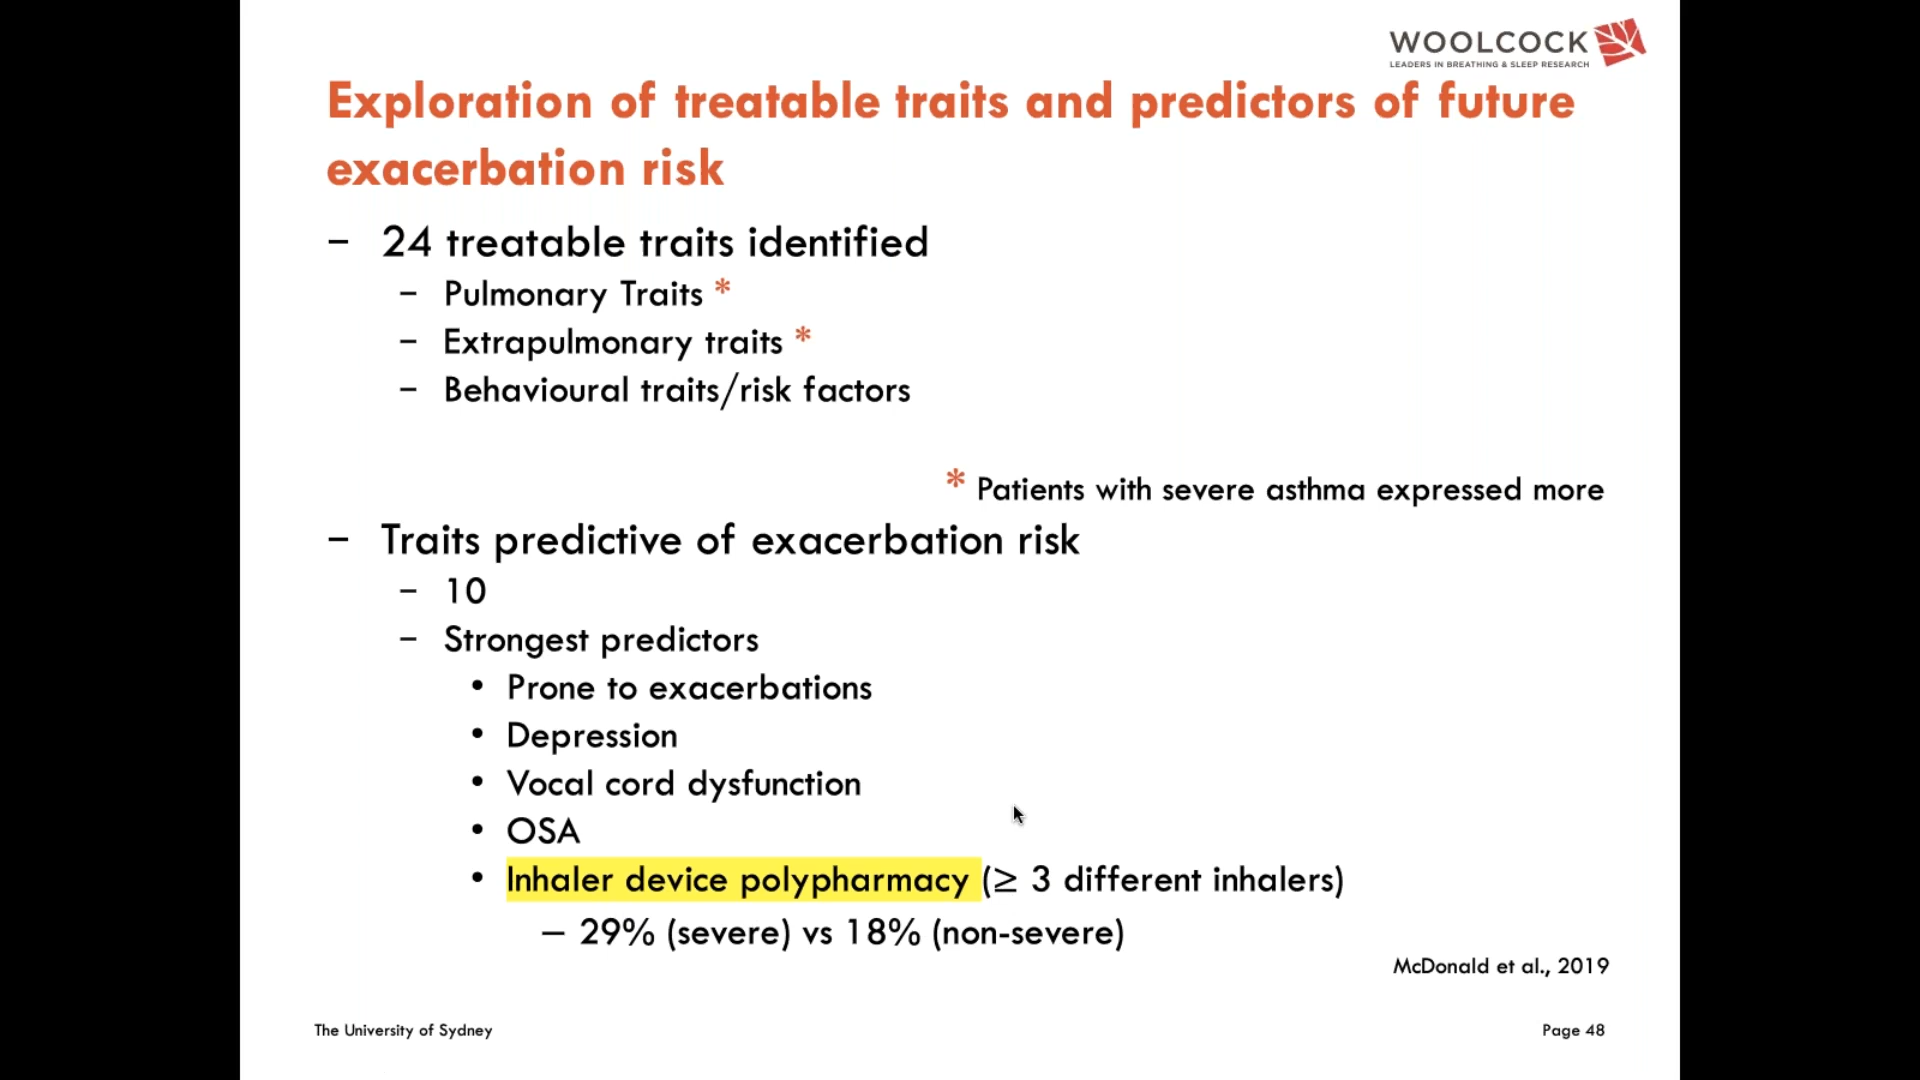 WOOLCOCK
LEADERS IN BREATHING & SLEEP RESEARCH
Exploration of treatable traits and predictors of future
exacerbation risk
– 24 treatable traits identified
– Pulmonary Traits *
– Extrapulmonary traits *
– Behavioural traits/risk factors
* Patients with severe asthma expressed more
– Traits predictive of exacerbation risk
– 10
– Strongest predictors
• Prone to exacerbations
• Depression
• Vocal cord dysfunction
• OSA
• Inhaler device polypharmacy (≥ 3 different inhalers)
– 29% (severe) vs 18% (non-severe)
McDonald et al., 2019
The University of Sydney
Page 48